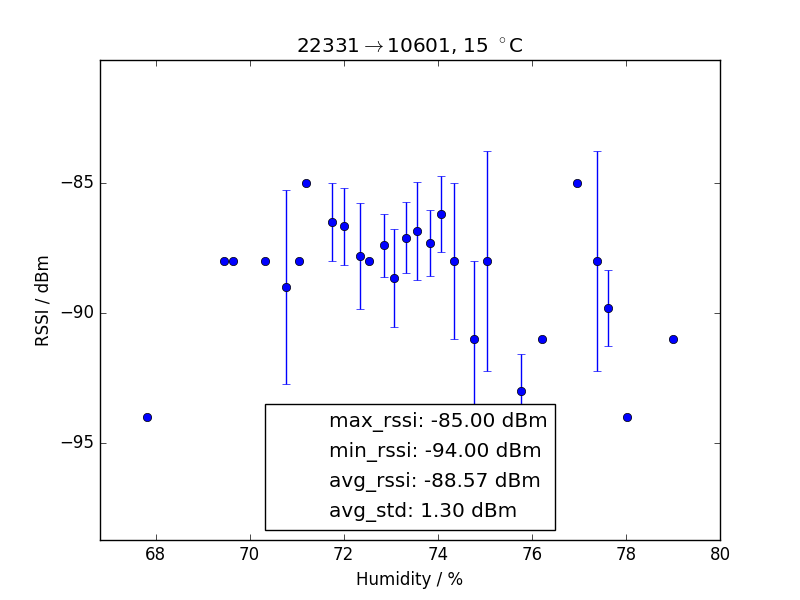 22331→10601, 15 °C
RSSI / dBm
−85
−90
−95
max_rssi: -85.00 dBm
min_rssi: -94.00 dBm
avg_rssi: -88.57 dBm
avg_std: 1.30 dBm
68 70 72 74 76 78 80
Humidity / %